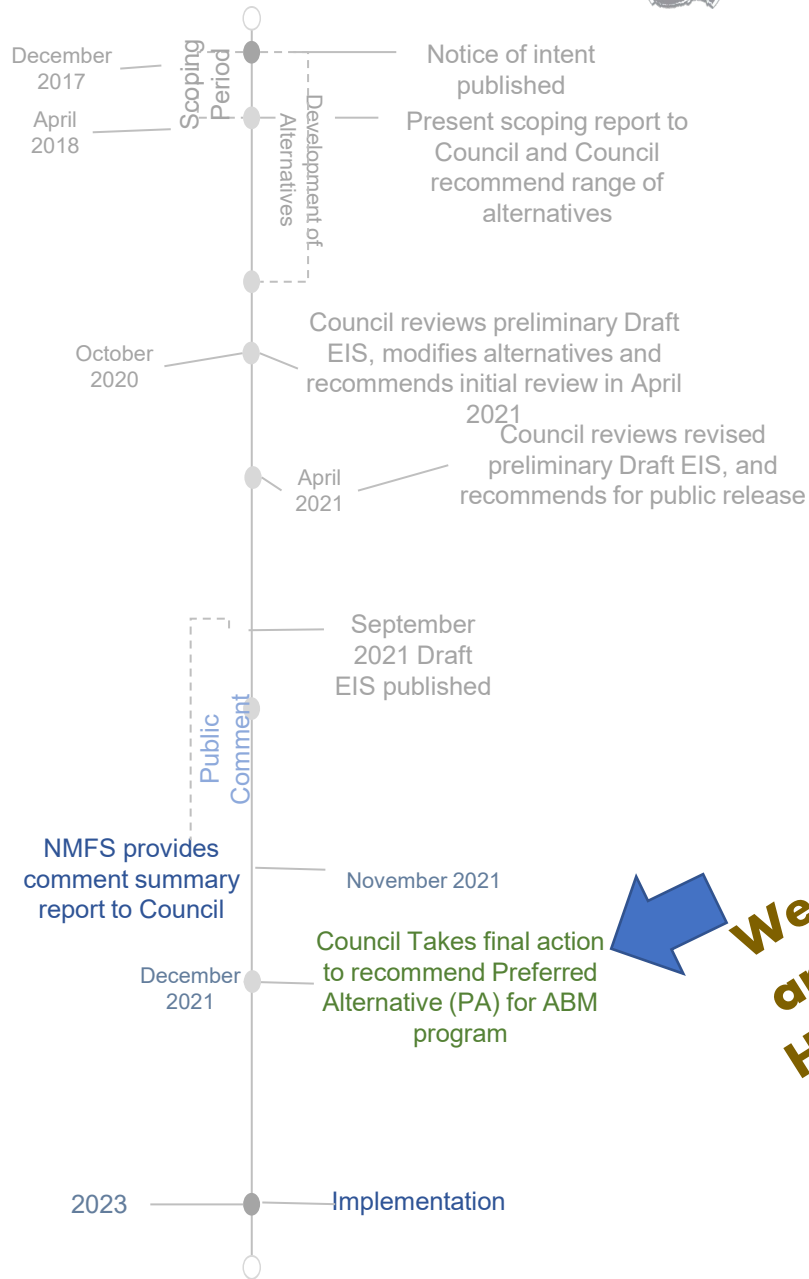 December
2017
Scoping
Period
Notice of intent
published
April
2018
Development of
Alternatives
Present scoping report to
Council and Council
recommend range of
alternatives
October
2020
Council reviews preliminary Draft
EIS, modifies alternatives and
recommends initial review in April
2021
April
2021
Council reviews revised
preliminary Draft EIS, and
recommends for public release
September
2021 Draft
EIS published
Public
Comment
NMFS provides
comment summary
report to Council
November 2021
December
2021
Council Takes final action
to recommend Preferred
Alternative (PA) for ABM
program
We
2023
Implementation